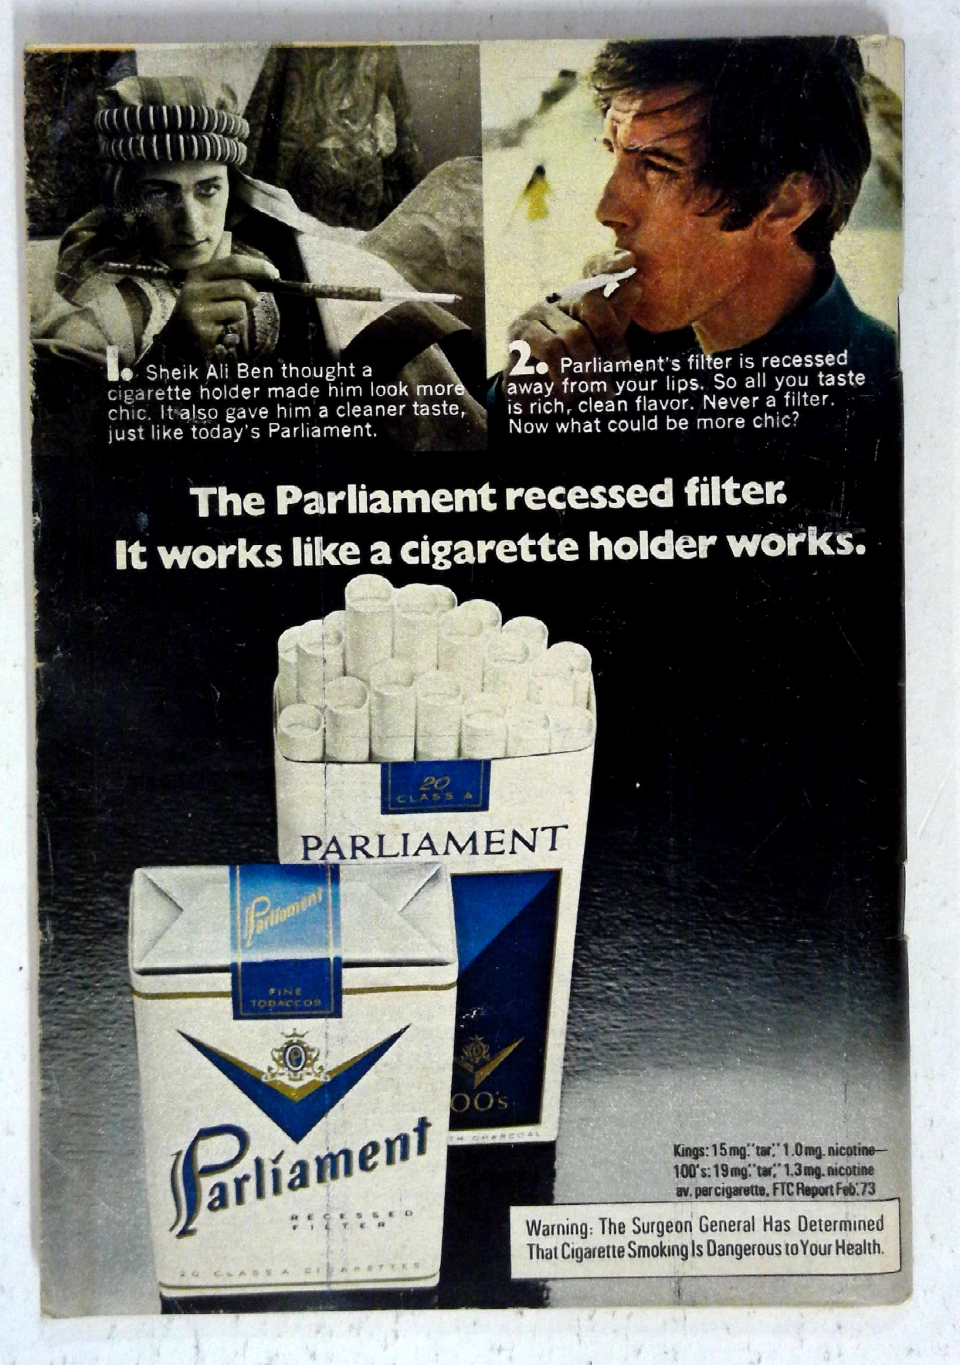 1. Sheik Ali Ben thought a
cigarette holder made him look more
chic. It also gave him a cleaner taste,
just like today's Parliament.
2. Parliament's filter is recessed
away from your lips. So all you taste
is rich, clean flavor. Never a filter.
Now what could be more chic?
The Parliament recessed filter.
It works like a cigarette holder works.
20
CLASS A
PARLIAMENT
00's
CHARCOAL
Parliament
FINE
TOBACCOS
Parliament
RECESSED
FILTER
20 CLASS A CIGARETTES
Kings: 15 mg. "tar," 1.0 mg. nicotine—
100's: 19 mg. "tar," 1.3 mg. nicotine
av. per cigarette, FTC Report Feb. '73
Warning: The Surgeon General Has Determined
That Cigarette Smoking Is Dangerous to Your Health.